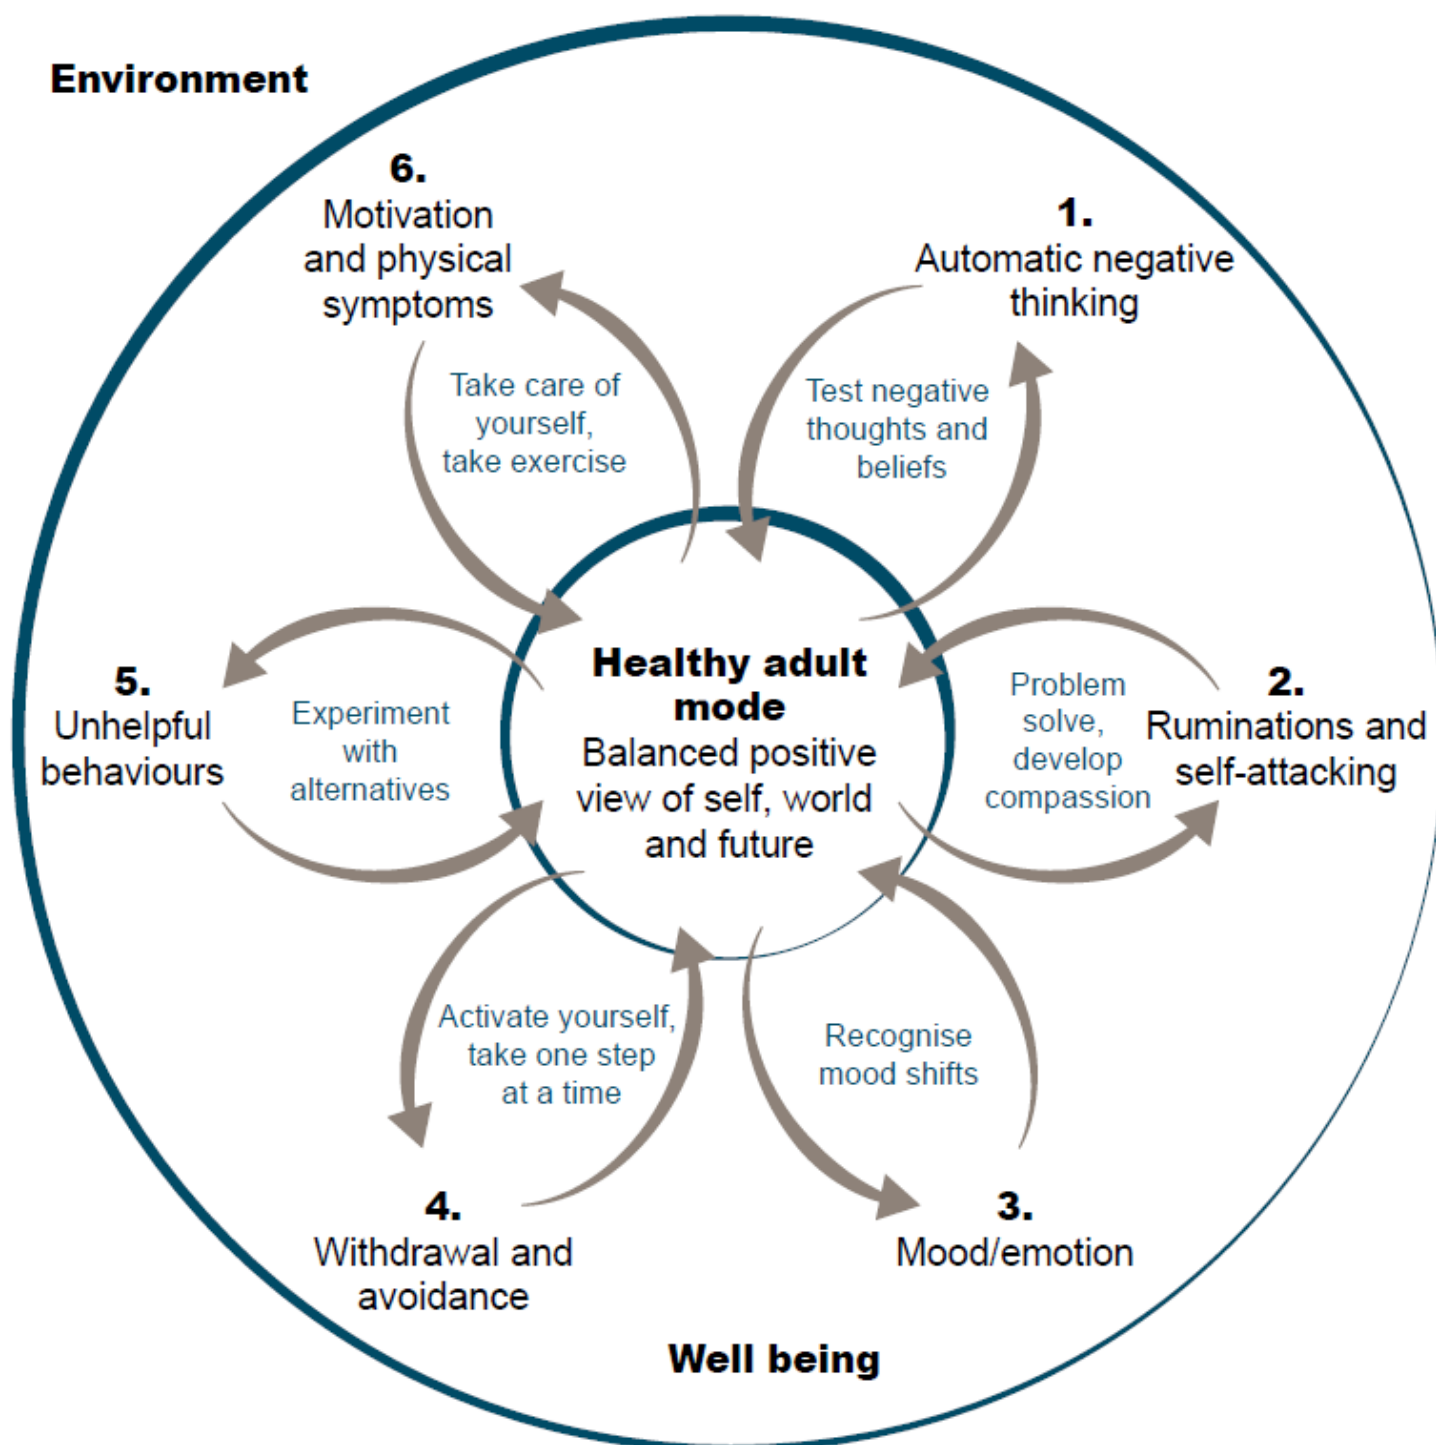 Environment
6.
Motivation
and physical
symptoms
1.
Automatic negative
thinking
Take care of
yourself,
take exercise
Test negative
thoughts and
beliefs
Healthy adult
mode
Balanced positive
view of self, world
and future
5.
Unhelpful
behaviours
Experiment
with
alternatives
Problem
solve,
develop
compassion
2.
Ruminations and
self-attacking
Activate yourself,
take one step
at a time
Recognise
mood shifts
4.
Withdrawal and
avoidance
3.
Mood/emotion
Well being